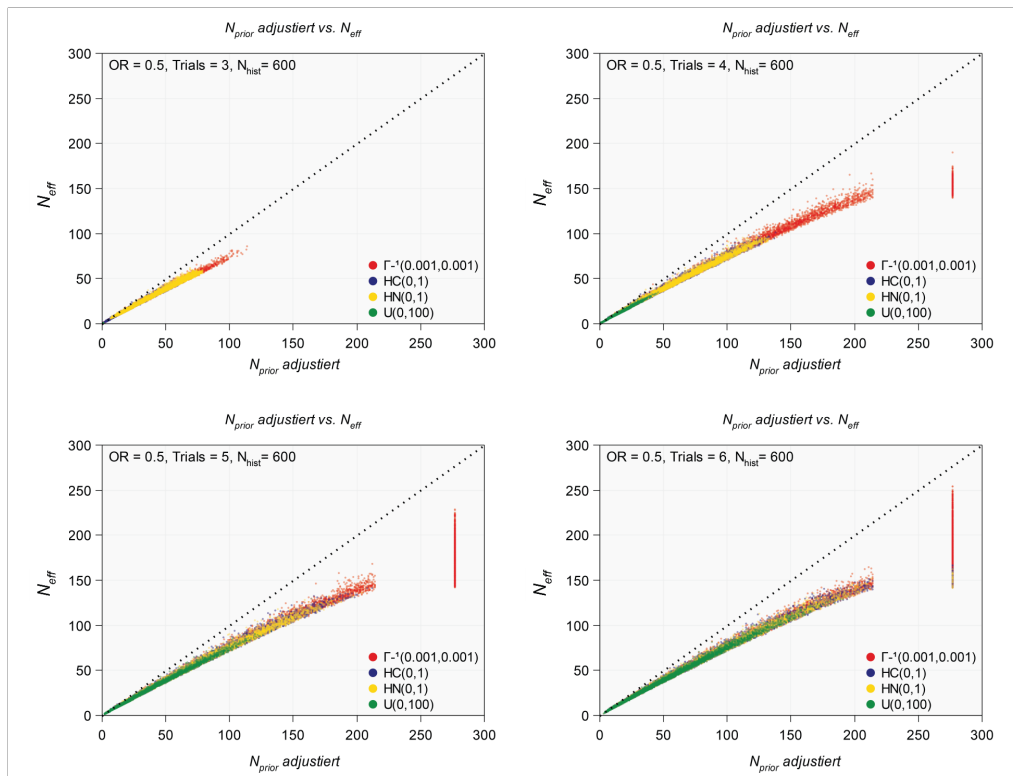 N_prior adjustiert vs. N_eff
OR = 0.5, Trials = 3, N_hist= 600
N_eff
300
250
200
150
100
50
0
Γ-¹(0.001,0.001)
HC(0,1)
HN(0,1)
U(0,100)
0 50 100 150 200 250 300
N_prior adjustiert
N_prior adjustiert vs. N_eff
OR = 0.5, Trials = 4, N_hist= 600
N_eff
300
250
200
150
100
50
0
Γ-¹(0.001,0.001)
HC(0,1)
HN(0,1)
U(0,100)
0 50 100 150 200 250 300
N_prior adjustiert
N_prior adjustiert vs. N_eff
OR = 0.5, Trials = 5, N_hist= 600
N_eff
300
250
200
150
100
50
0
Γ-¹(0.001,0.001)
HC(0,1)
HN(0,1)
U(0,100)
0 50 100 150 200 250 300
N_prior adjustiert
N_prior adjustiert vs. N_eff
OR = 0.5, Trials = 6, N_hist= 600
N_eff
300
250
200
150
100
50
0
Γ-¹(0.001,0.001)
HC(0,1)
HN(0,1)
U(0,100)
0 50 100 150 200 250 300
N_prior adjustiert